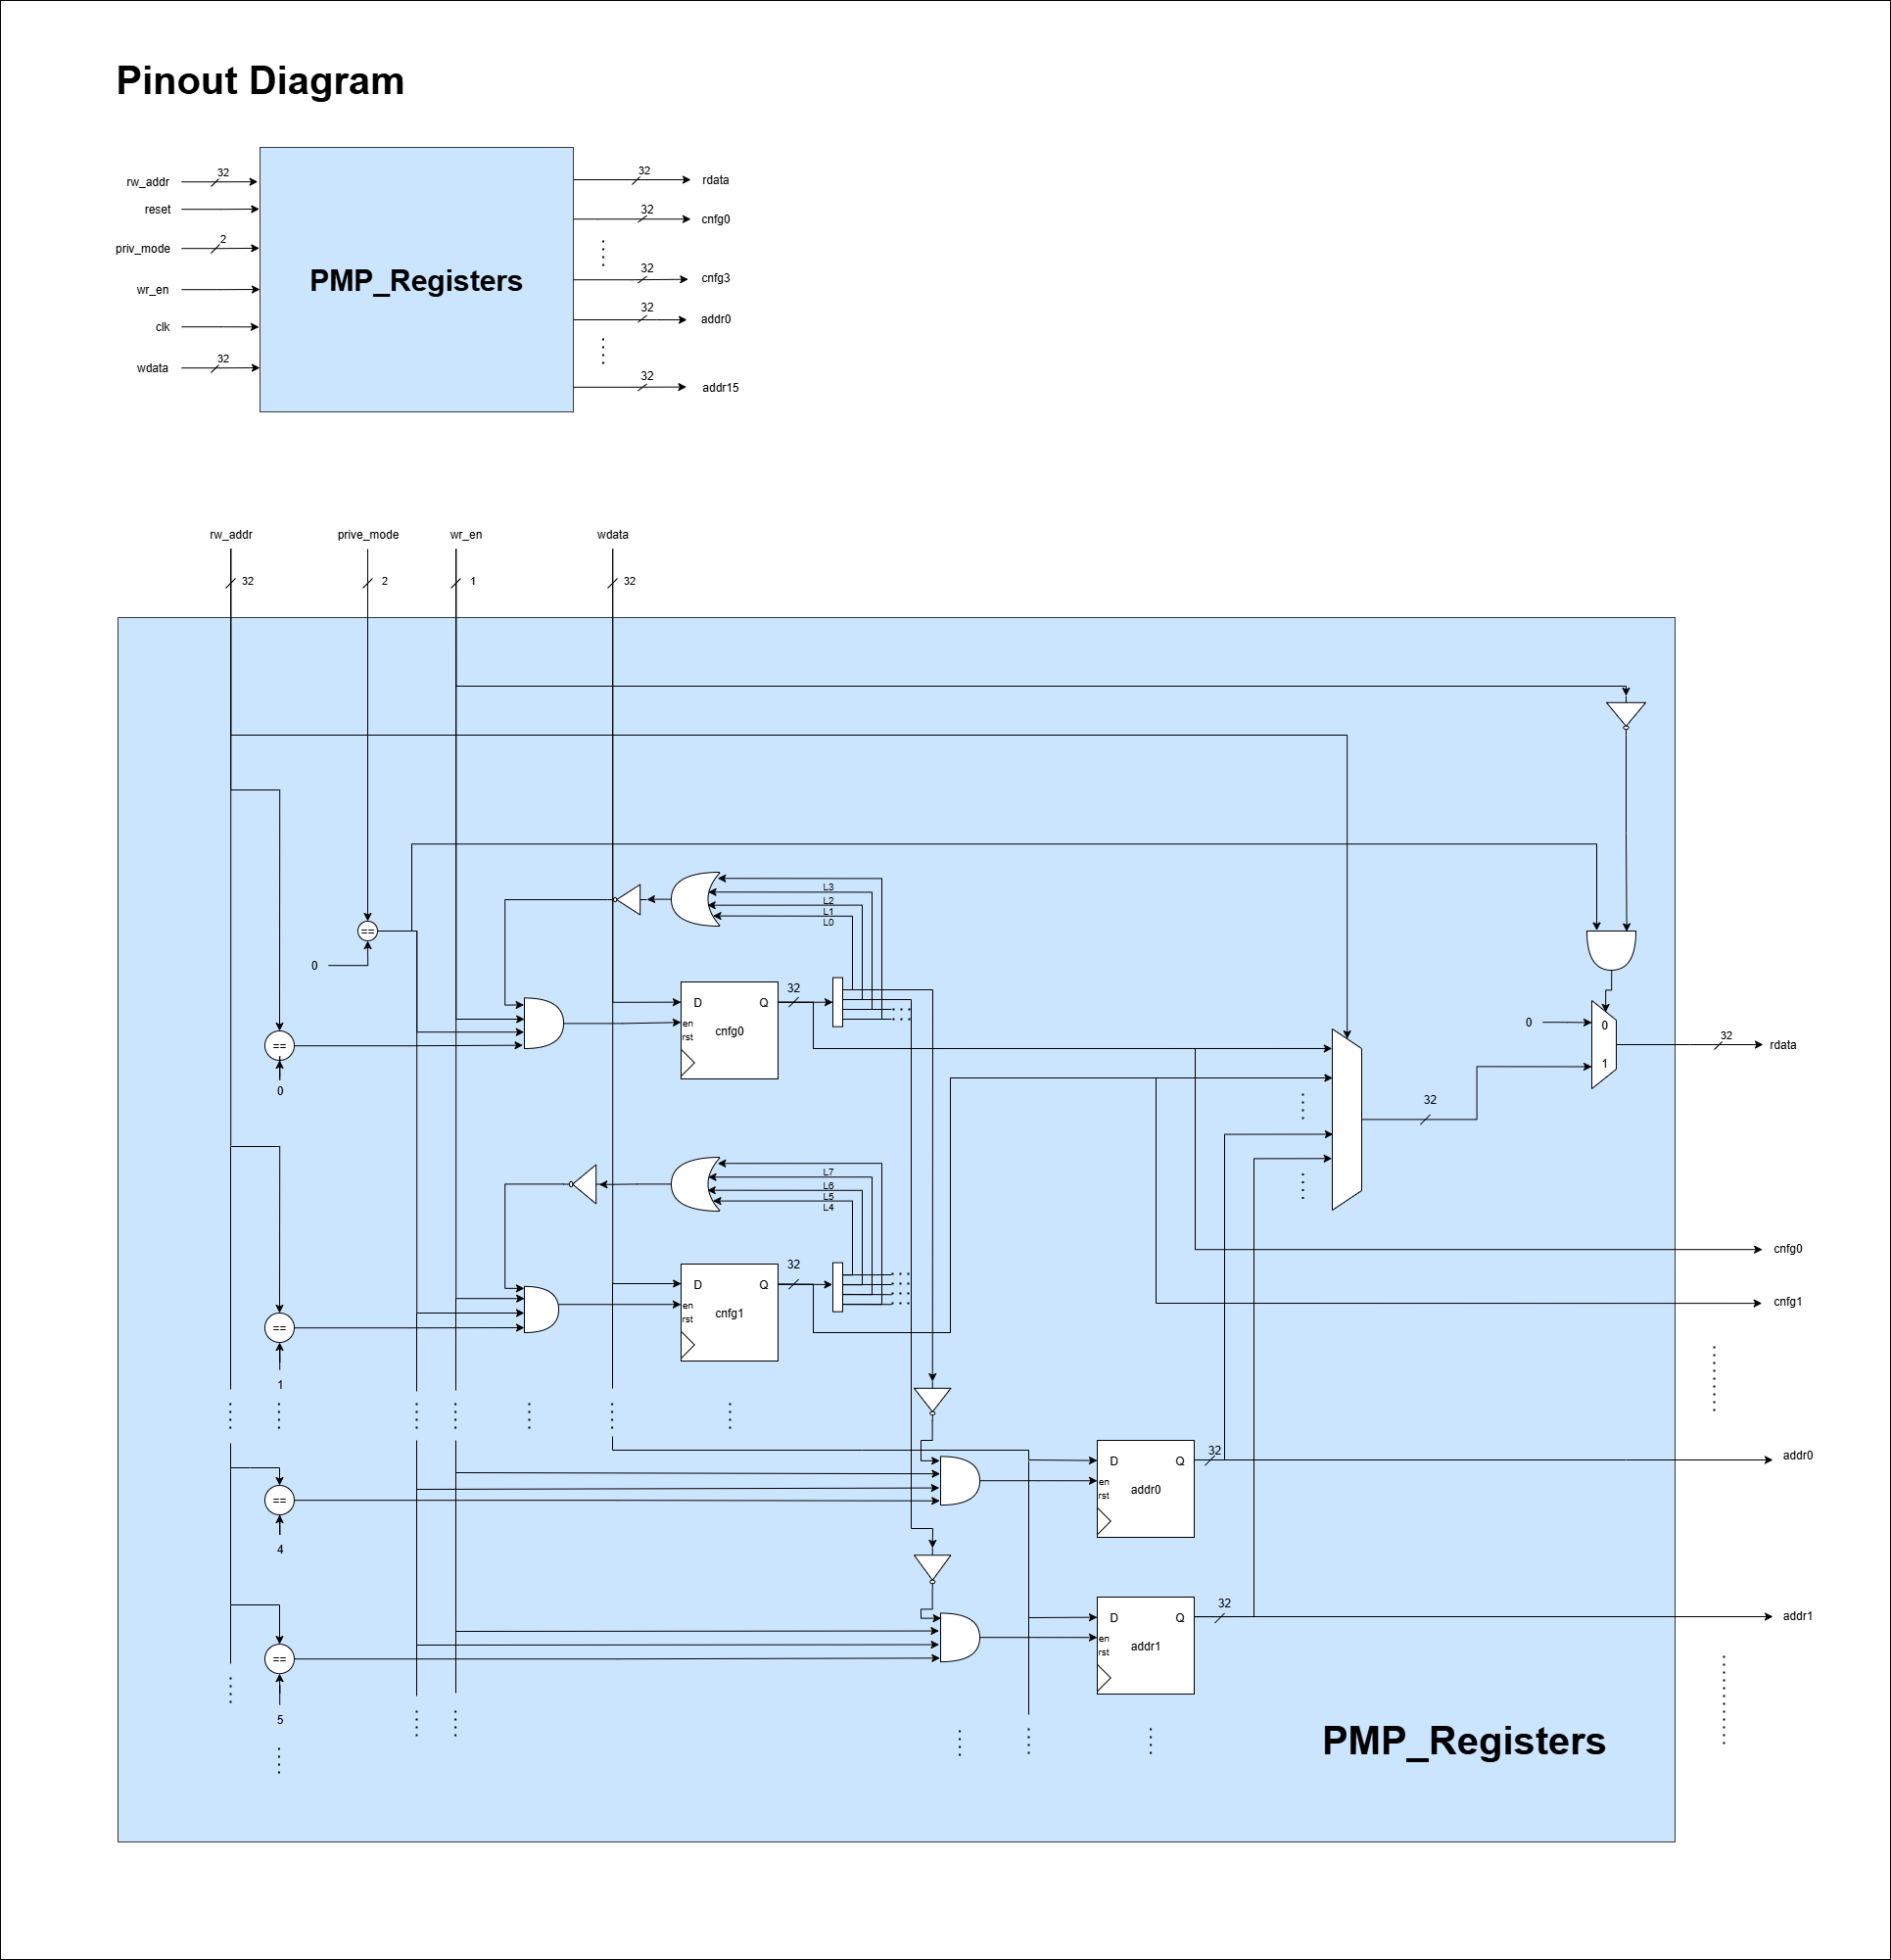 Pinout Diagram
rw_addr
32
reset
priv_mode
2
wr_en
clk
wdata
32
PMP_Registers
32
rdata
32
cnfg0
32
cnfg3
32
addr0
32
addr15
rw_addr
prive_mode
wr_en
wdata
32
2
1
32
L3
L2
L1
L0
==
0
32
D
Q
en
cnfg0
rst
==
0
0
0
1
32
rdata
32
L7
L6
L5
L4
32
D
Q
en
cnfg1
rst
==
1
cnfg0
cnfg1
32
D
Q
en
addr0
rst
==
4
addr0
32
D
Q
en
addr1
rst
==
5
addr1
PMP_Registers